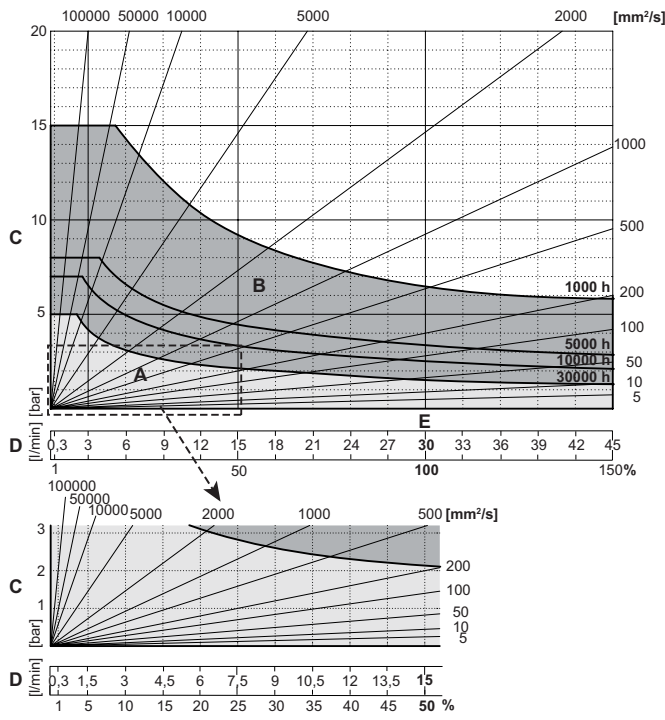 100000 50000 10000 5000 2000 [mm²/s]
20
15
1000
10
500
C
B
1000 h
200
5
100
5000 h
50
10000 h
A
30000 h
10
5
[bar]
E
D [l/min] 0,3 3 6 9 12 15 18 21 24 27 30 33 36 39 42 45
1 50 100 150%
100000
50000
10000 5000 2000 1000 500 [mm²/s]
3
200
2
C
100
1
50
10
[bar]
5
D [l/min] 0,3 1,5 3 4,5 6 7,5 9 10,5 12 13,5 15
1 5 10 15 20 25 30 35 40 45 50 %